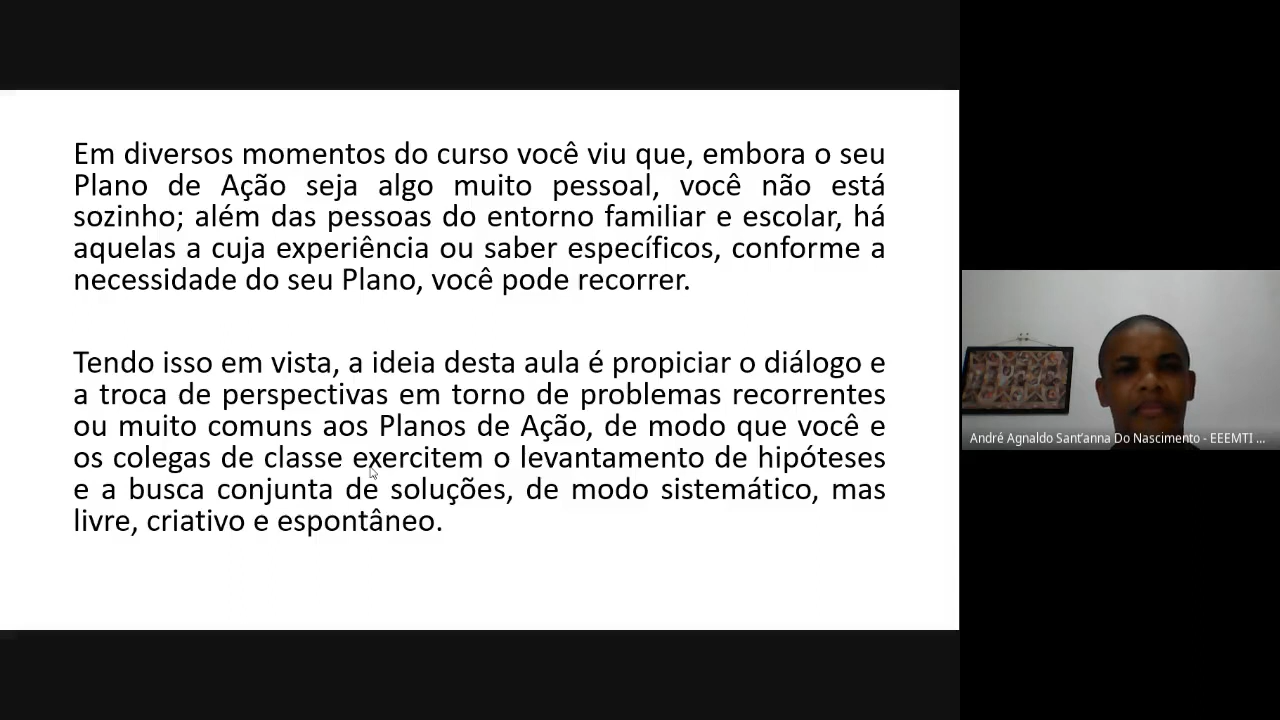 Em diversos momentos do curso você viu que, embora o seu
Plano de Ação seja algo muito pessoal, você não está
sozinho; além das pessoas do entorno familiar e escolar, há
aquelas a cuja experiência ou saber específicos, conforme a
necessidade do seu Plano, você pode recorrer.
Tendo isso em vista, a ideia desta aula é propiciar o diálogo e
a troca de perspectivas em torno de problemas recorrentes
ou muito comuns aos Planos de Ação, de modo que você e
os colegas de classe exercitem o levantamento de hipóteses
e a busca conjunta de soluções, de modo sistemático, mas
livre, criativo e espontâneo.
André Agnaldo Sant'anna Do Nascimento - EEEMTI ...